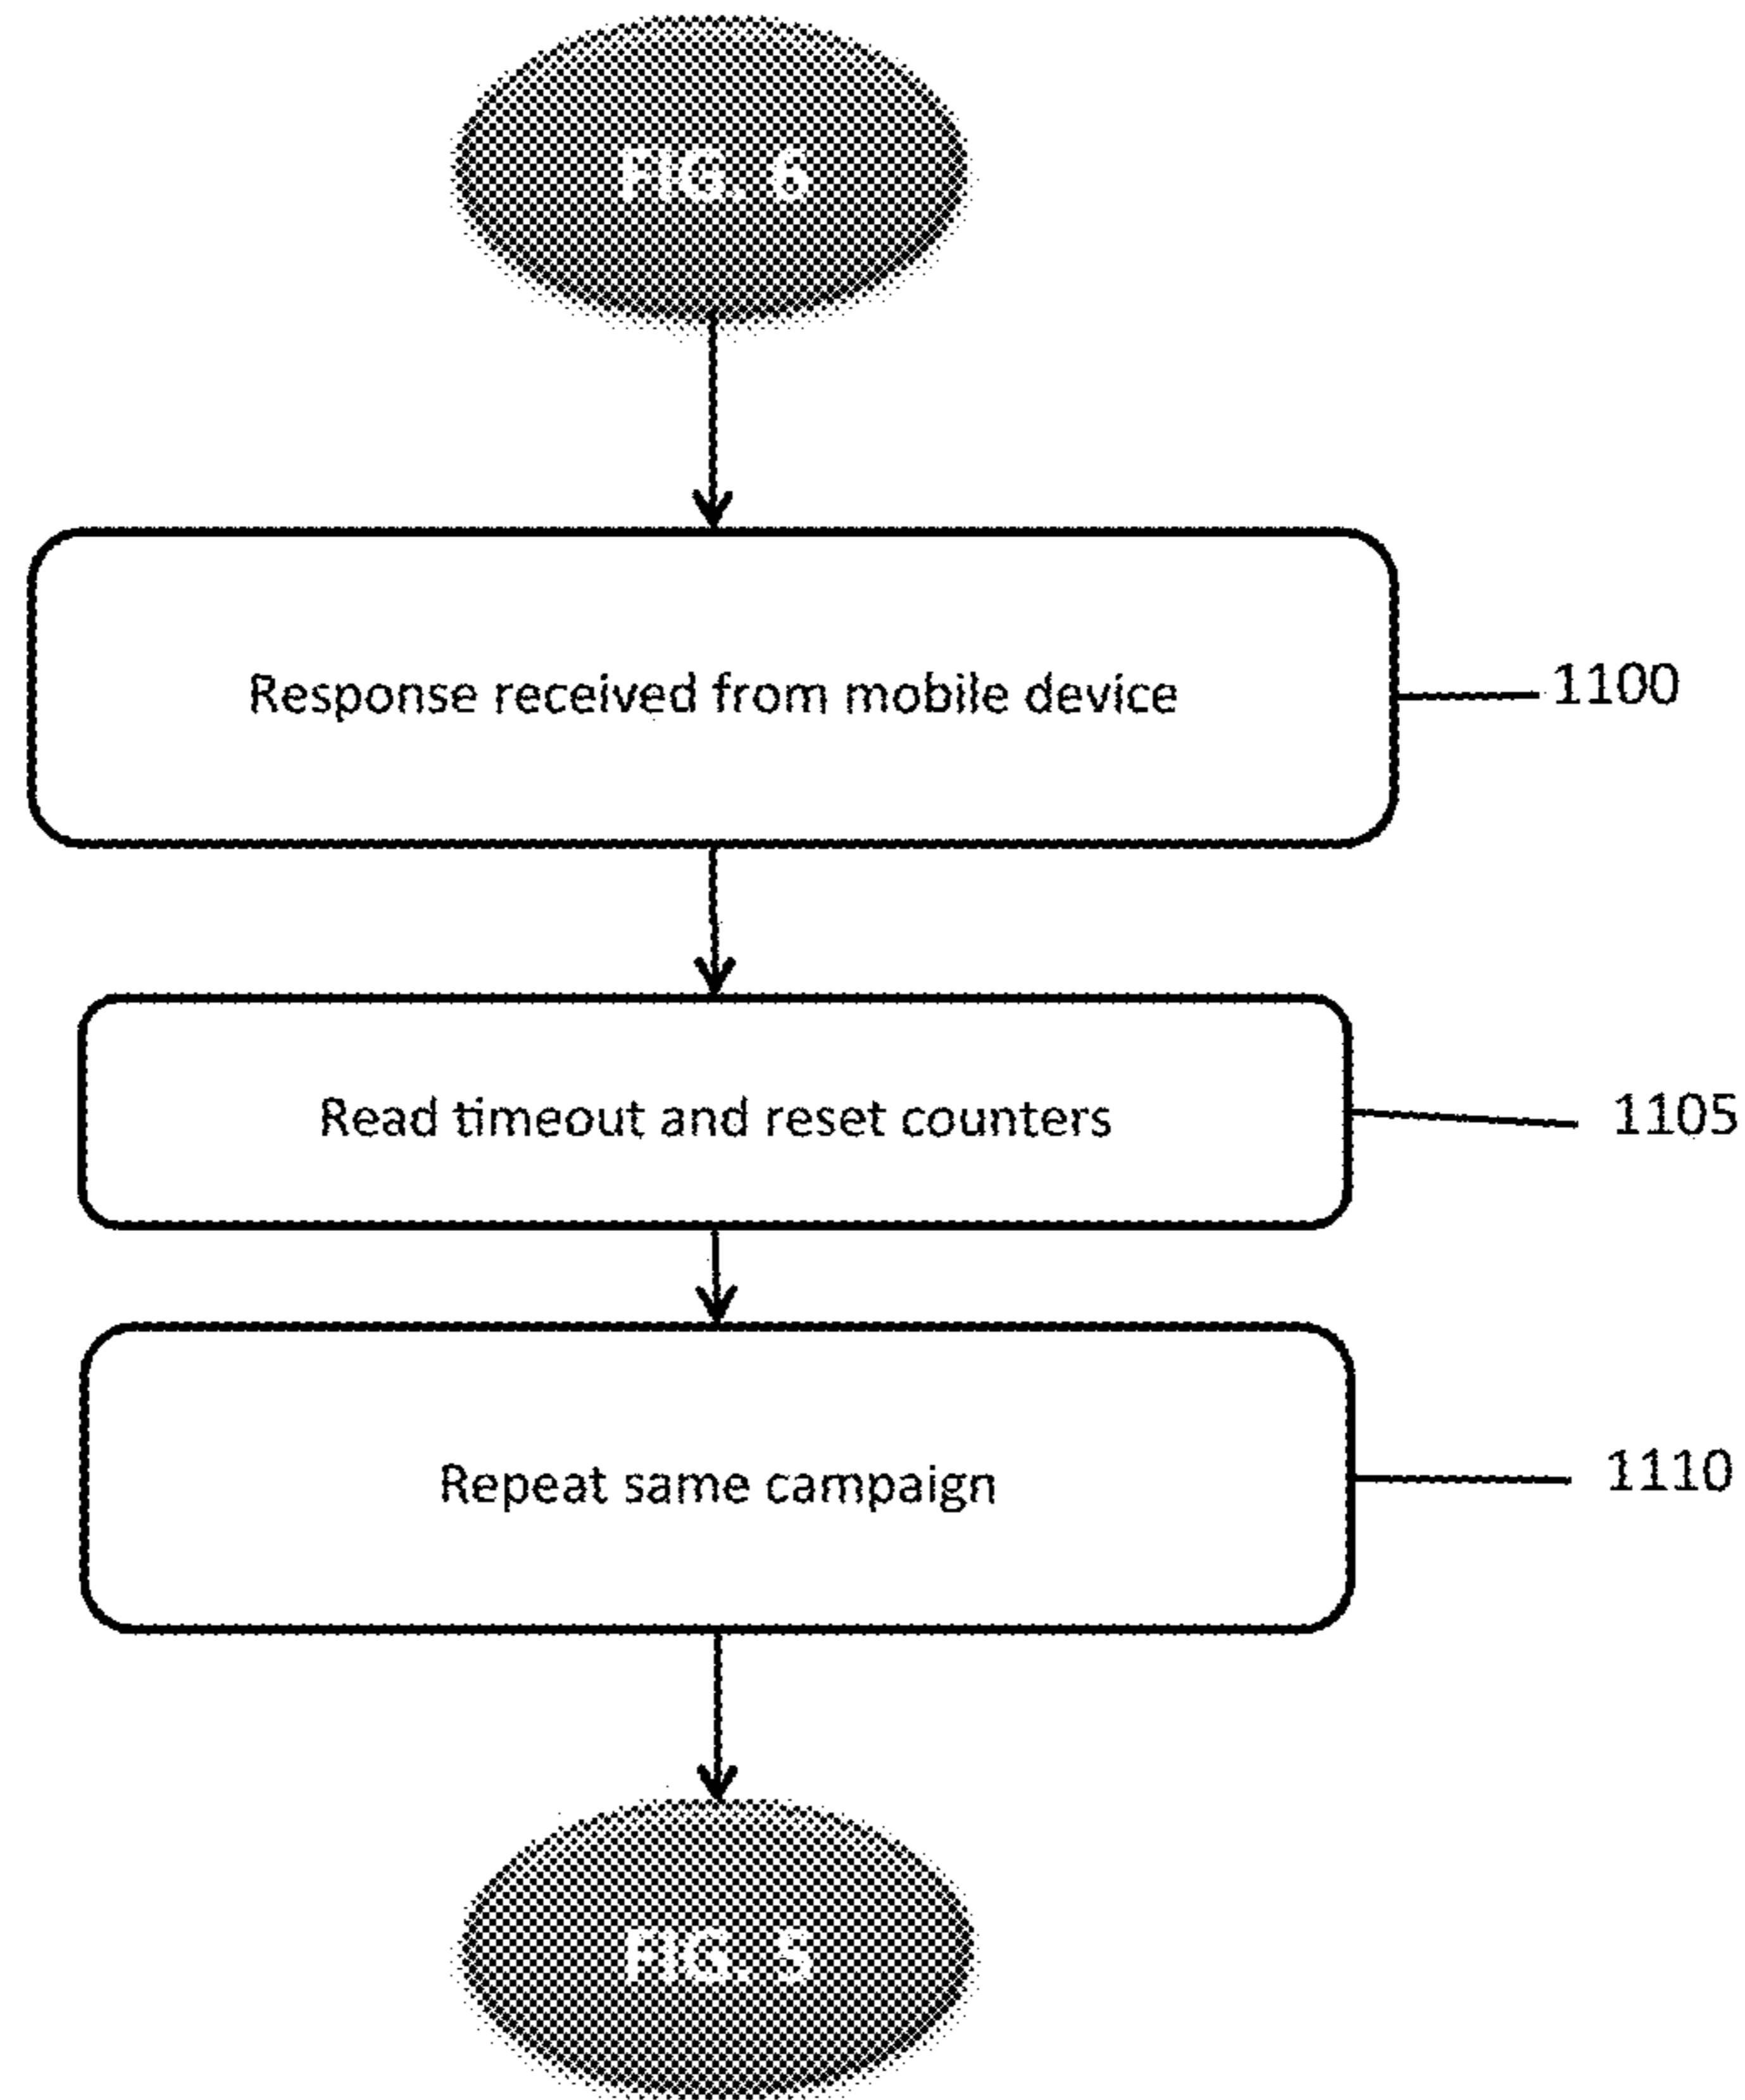 FIG. 6
Response received from mobile device
1100
Read timeout and reset counters
1105
Repeat same campaign
1110
FIG. 5